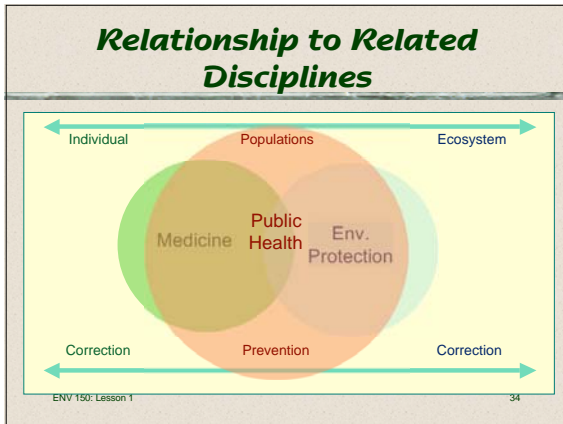 Relationship to Related
Disciplines
Individual Populations Ecosystem
Public
Health
Medicine
Env.
Protection
Correction Prevention Correction
ENV 150: Lesson 1 34